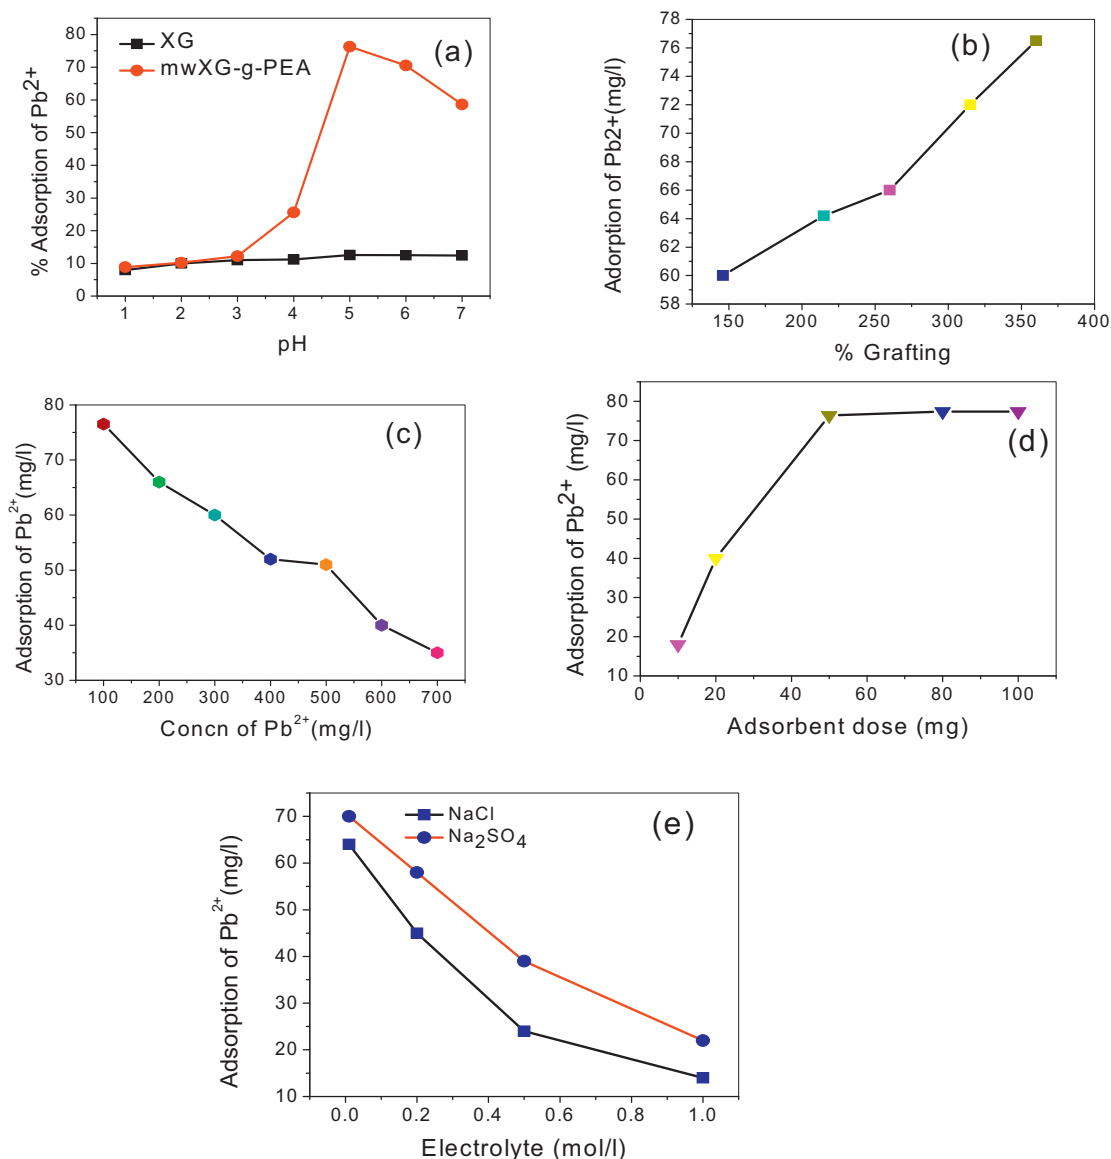 XG
mwXG-g-PEA
(a)
% Adsorption of Pb2+
80
70
60
50
40
30
20
10
0
1 2 3 4 5 6 7
pH
(b)
Adorption of Pb2+(mg/l)
76
74
72
70
68
66
64
62
60
58
150 200 250 300 350 400
% Grafting
(c)
Adsorption of Pb2+(mg/l)
80
70
60
50
40
30
100 200 300 400 500 600 700
Concn of Pb2+(mg/l)
(d)
Adsorption of Pb2+ (mg/l)
80
70
60
50
40
30
20
10
0 20 40 60 80 100
Adsorbent dose (mg)
NaCl
Na2SO4
(e)
Adsorption of Pb2+(mg/l)
70
60
50
40
30
20
10
0.0 0.2 0.4 0.6 0.8 1.0
Electrolyte (mol/l)